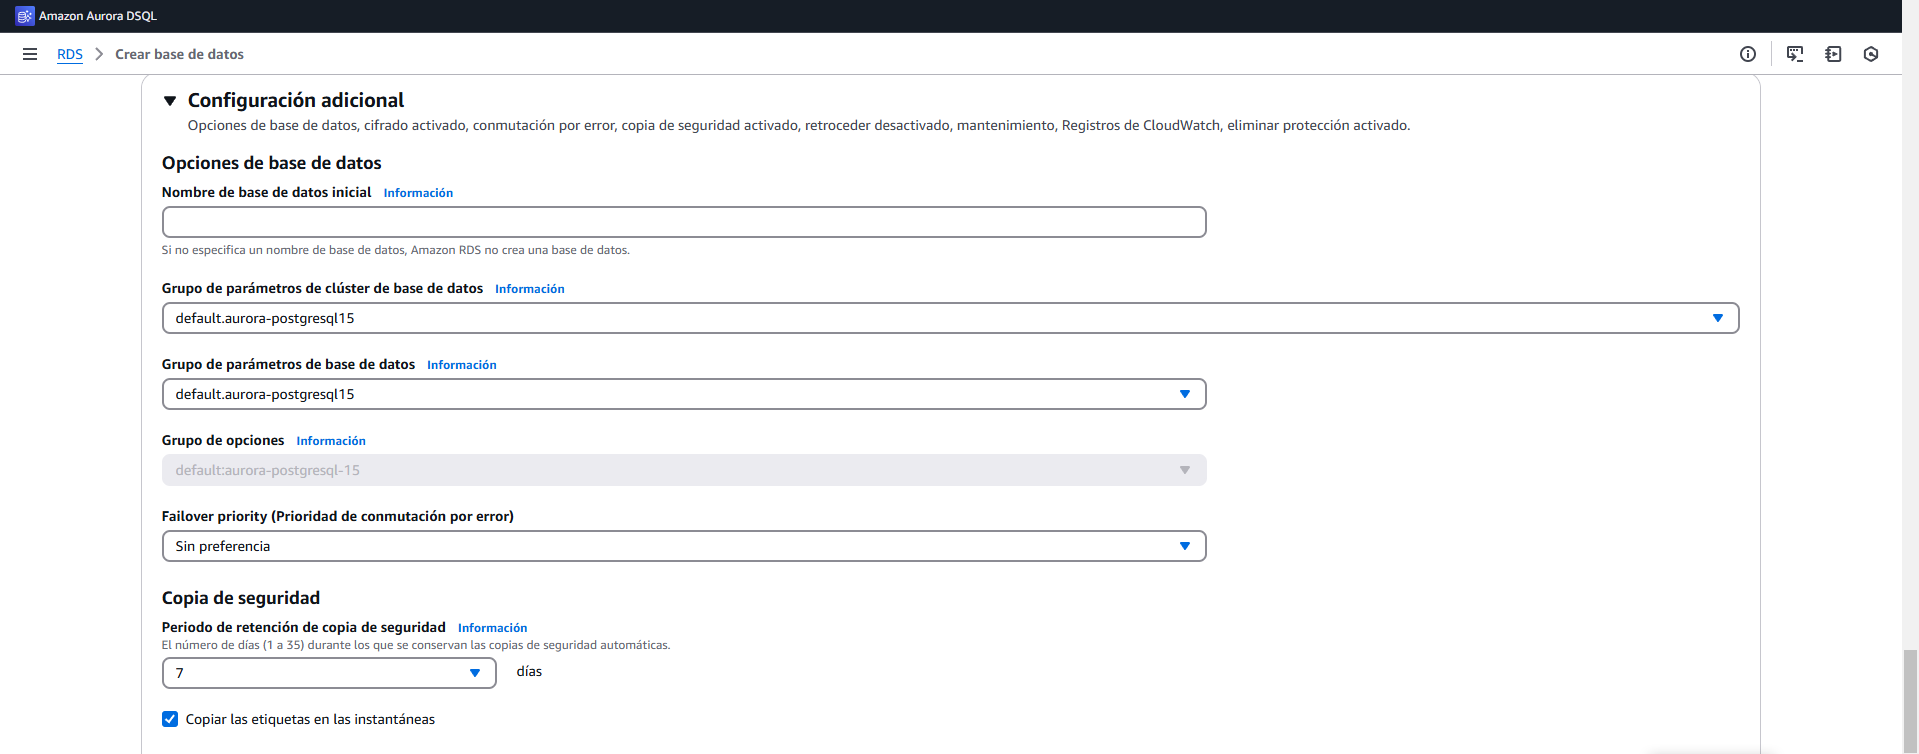 Amazon Aurora DSQL
RDS > Crear base de datos
Configuración adicional
Opciones de base de datos, cifrado activado, conmutación por error, copia de seguridad activado, retroceder desactivado, mantenimiento, Registros de CloudWatch, eliminar protección activado.
Opciones de base de datos
Nombre de base de datos inicial Información
Si no especifica un nombre de base de datos, Amazon RDS no crea una base de datos.
Grupo de parámetros de clúster de base de datos Información
default.aurora-postgresql15
Grupo de parámetros de base de datos Información
default.aurora-postgresql15
Grupo de opciones Información
default:aurora-postgresql-15
Failover priority (Prioridad de conmutación por error)
Sin preferencia
Copia de seguridad
Periodo de retención de copia de seguridad Información
El número de días (1 a 35) durante los que se conservan las copias de seguridad automáticas.
7 días
Copiar las etiquetas en las instantáneas